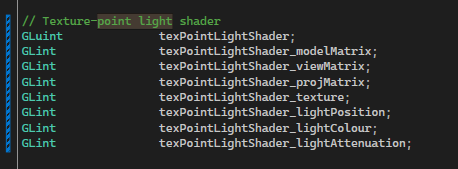 // Texture-point light shader
GLuint texPointLightShader;
GLint texPointLightShader_modelMatrix;
GLint texPointLightShader_viewMatrix;
GLint texPointLightShader_projMatrix;
GLint texPointLightShader_texture;
GLint texPointLightShader_lightPosition;
GLint texPointLightShader_lightColour;
GLint texPointLightShader_lightAttenuation;